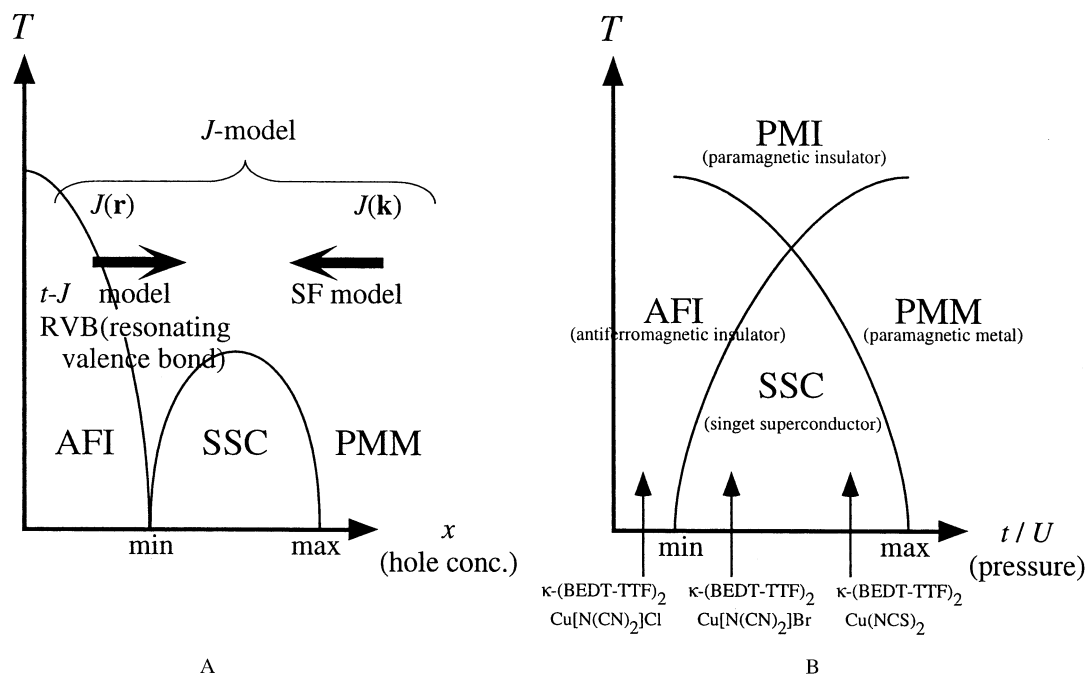 T
J-model
J(r)
J(k)
t-J model
SF model
RVB(resonating
valence bond)
AFI
SSC
PMM
min
max
x
(hole conc.)
A
T
PMI
(paramagnetic insulator)
AFI
(antiferromagnetic insulator)
PMM
(paramagnetic metal)
SSC
(singet superconductor)
min
max
t / U
(pressure)
κ-(BEDT-TTF)2
Cu[N(CN)2]Cl
κ-(BEDT-TTF)2
Cu[N(CN)2]Br
κ-(BEDT-TTF)2
Cu(NCS)2
B